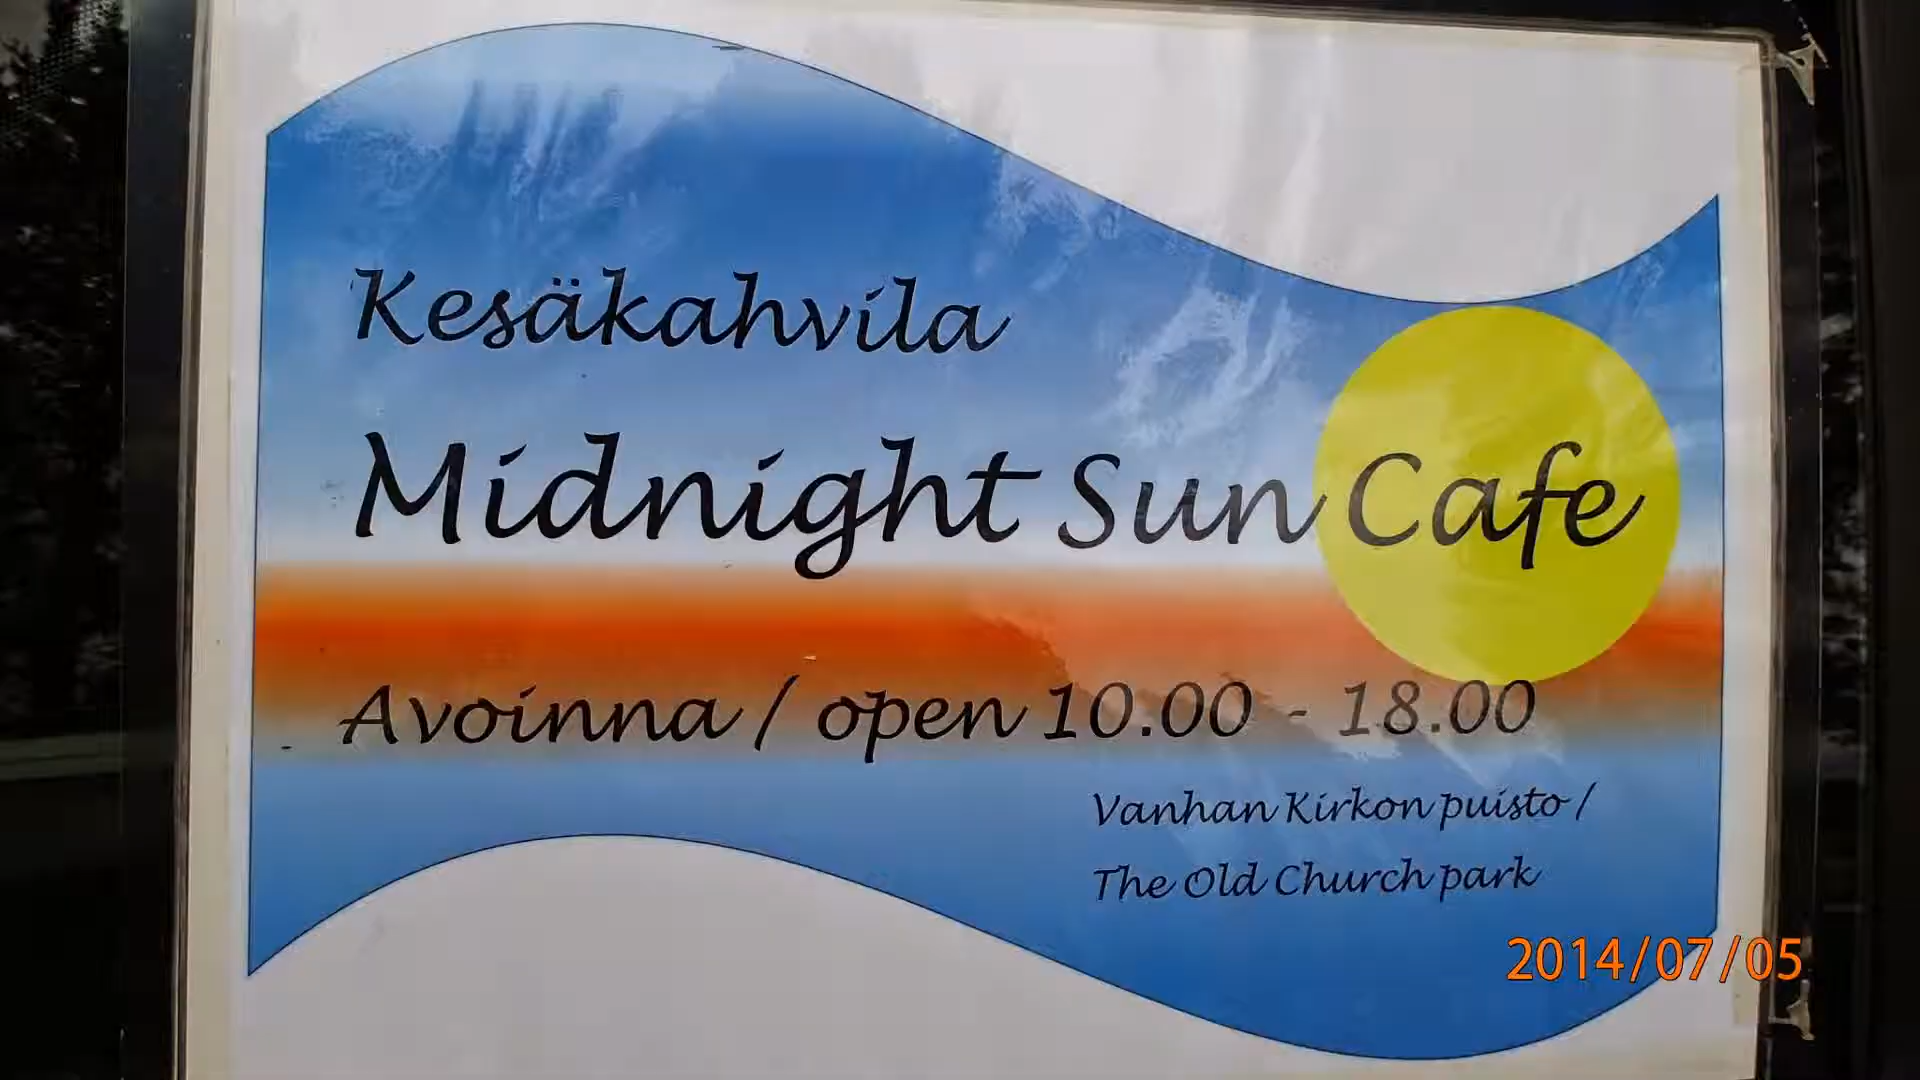 Kesäkahvila
Midnight Sun Cafe
Avoinna / open 10.00 - 18.00
Vanhan Kirkon puisto /
The Old Church park
2014/07/05